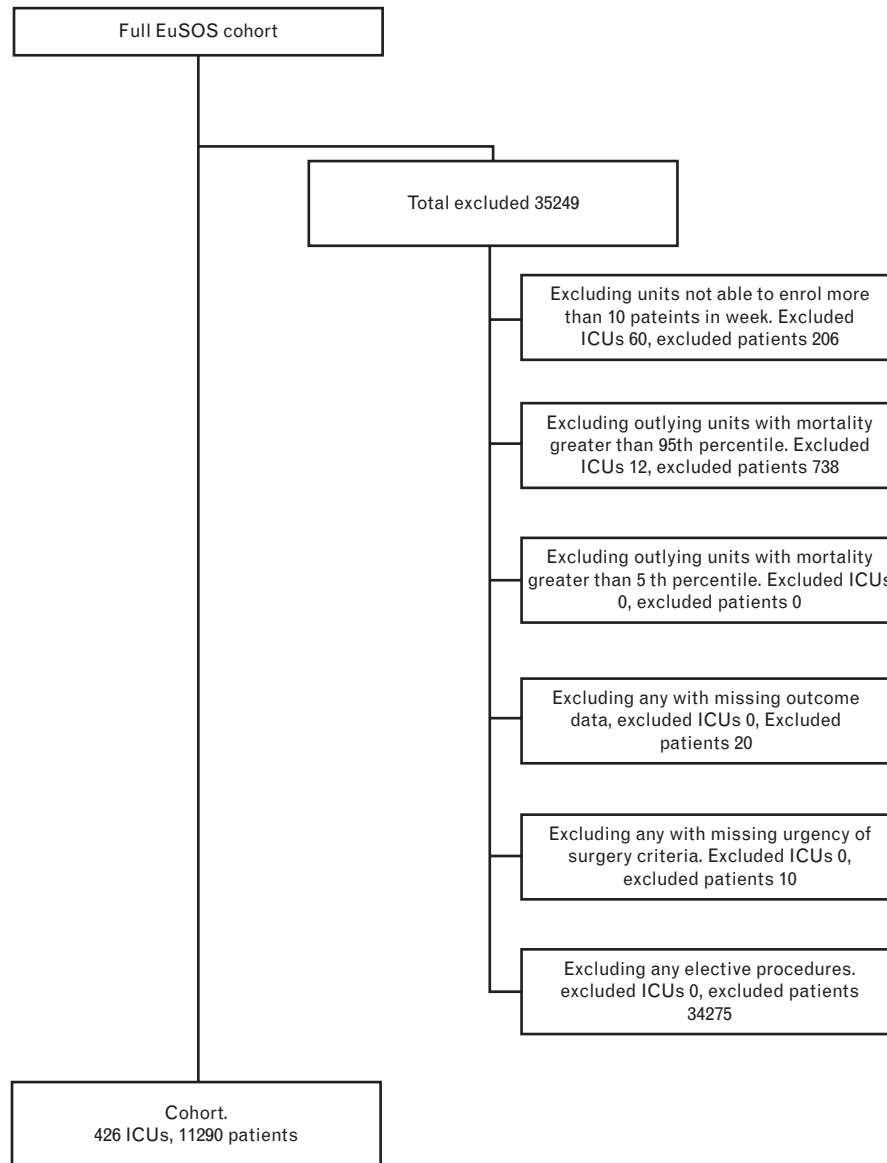 Full EuSOS cohort
Total excluded 35249
Excluding units not able to enrol more
than 10 pateints in week. Excluded
ICUs 60, excluded patients 206
Excluding outlying units with mortality
greater than 95th percentile. Excluded
ICUs 12, excluded patients 738
Excluding outlying units with mortality
greater than 5 th percentile. Excluded ICUs
0, excluded patients 0
Excluding any with missing outcome
data, excluded ICUs 0, Excluded
patients 20
Excluding any with missing urgency of
surgery criteria. Excluded ICUs 0,
excluded patients 10
Excluding any elective procedures.
excluded ICUs 0, excluded patients
34275
Cohort.
426 ICUs, 11290 patients